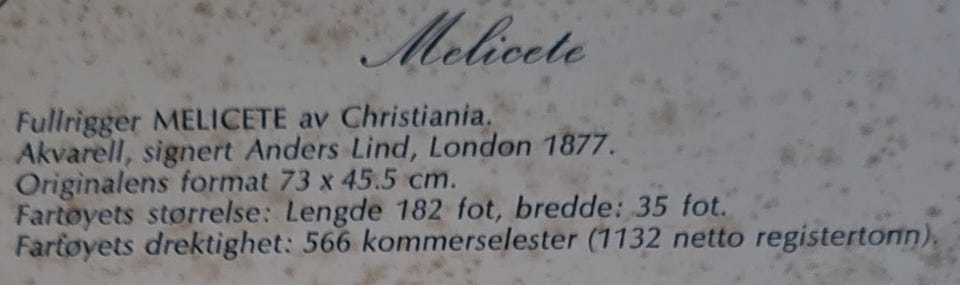 Melicete
Fullrigger MELICETE av Christiania.
Akvarell, signert Anders Lind, London 1877.
Originalens format 73 x 45.5 cm.
Fartøyets størrelse: Lengde 182 fot, bredde: 35 fot.
Fartøyets drektighet: 566 kommerselester (1132 netto registertonn).